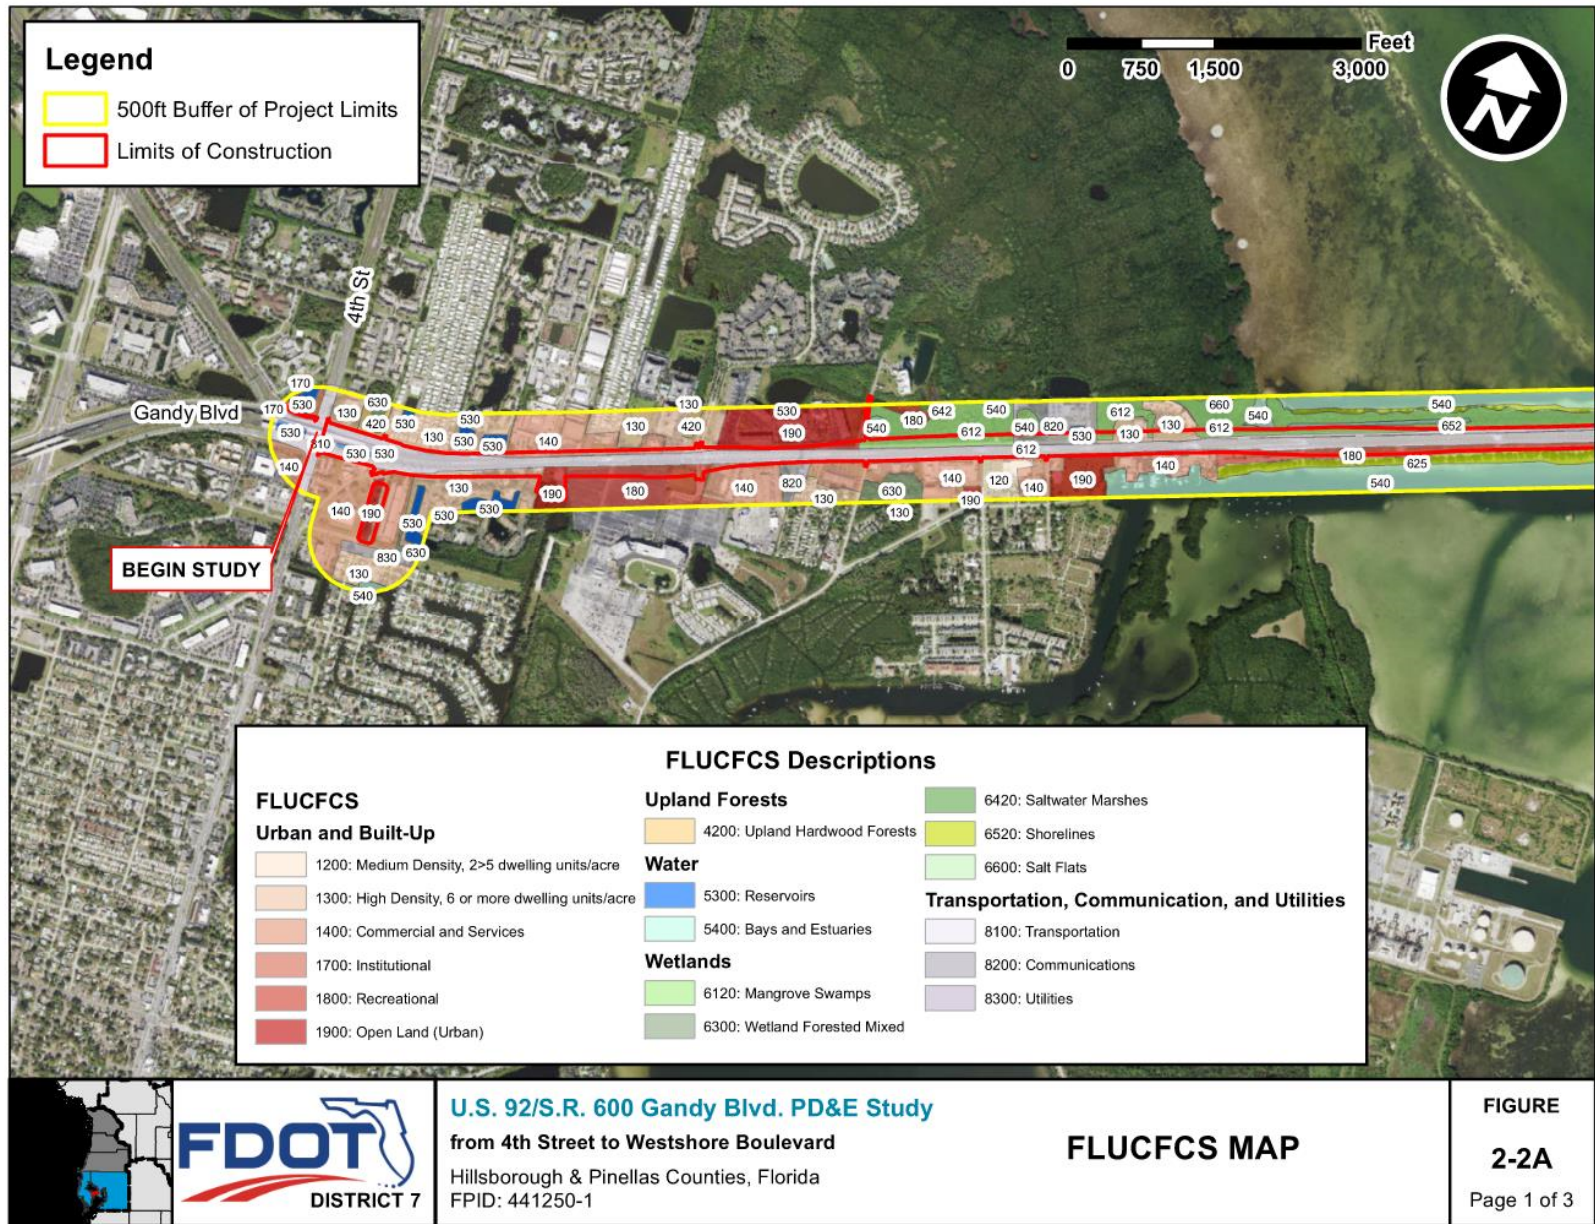 Legend
500ft Buffer of Project Limits
Limits of Construction
Feet
0 750 1,500 3,000
N
4th St
Gandy Blvd
170
170 530 130 630 420 530 530 130 530 530 140 130 130 420 530 190 540 180 642 540 612 540 820 530 612 130 130 660 612 540 540 652
530 810 530 530 612 180 625 540
140 140 190 530 530 530 130 190 180 140 820 130 630 130 140 190 120 140 190 140
830 630
130
540
BEGIN STUDY
FLUCFCS Descriptions
FLUCFCS
Urban and Built-Up
1200: Medium Density, 2>5 dwelling units/acre
1300: High Density, 6 or more dwelling units/acre
1400: Commercial and Services
1700: Institutional
1800: Recreational
1900: Open Land (Urban)
Upland Forests
4200: Upland Hardwood Forests
Water
5300: Reservoirs
5400: Bays and Estuaries
Wetlands
6120: Mangrove Swamps
6300: Wetland Forested Mixed
6420: Saltwater Marshes
6520: Shorelines
6600: Salt Flats
Transportation, Communication, and Utilities
8100: Transportation
8200: Communications
8300: Utilities
FDOT
DISTRICT 7
U.S. 92/S.R. 600 Gandy Blvd. PD&E Study
from 4th Street to Westshore Boulevard
Hillsborough & Pinellas Counties, Florida
FPID: 441250-1
FLUCFCS MAP
FIGURE
2-2A
Page 1 of 3